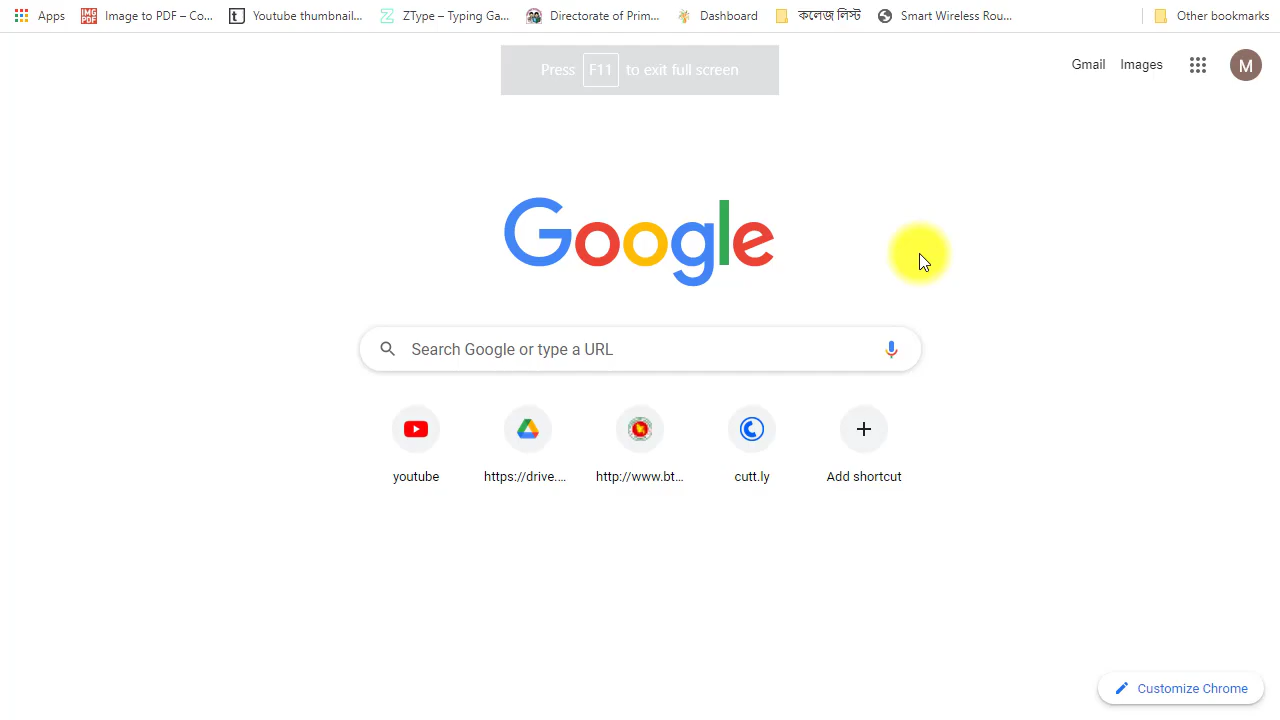 Apps Image to PDF – Co... Youtube thumbnail... ZType – Typing Ga... Directorate of Prim... Dashboard কলেজ লিস্ট Smart Wireless Rou... Other bookmarks
Press F11 to exit full screen
Gmail Images M
Google
Search Google or type a URL
youtube https://drive.... http://www.bt... cutt.ly Add shortcut
Customize Chrome